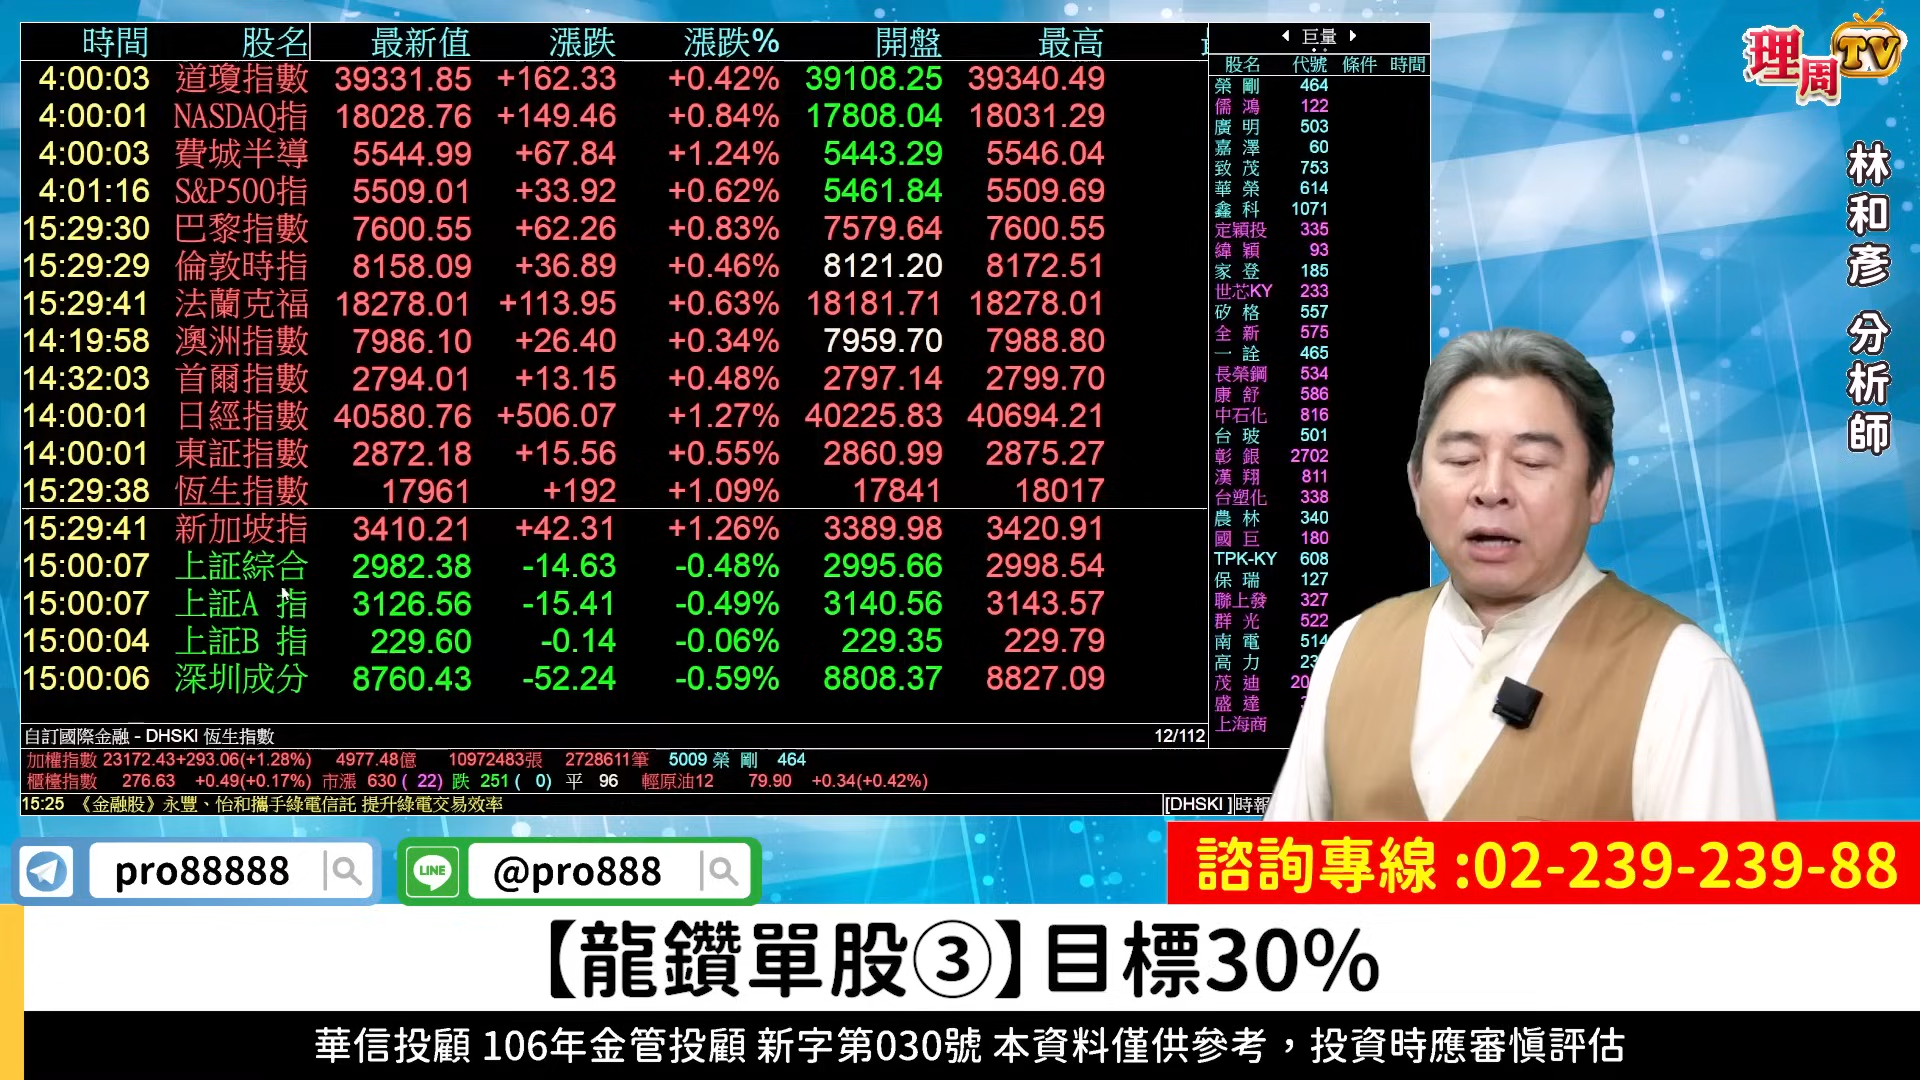 時間 股名 最新值 漲跌 漲跌% 開盤 最高
4:00:03 道瓊指數 39331.85 +162.33 +0.42% 39108.25 39340.49
4:00:01 NASDAQ指 18028.76 +149.46 +0.84% 17808.04 18031.29
4:00:03 費城半導 5544.99 +67.84 +1.24% 5443.29 5546.04
4:01:16 S&P500指 5509.01 +33.92 +0.62% 5461.84 5509.69
15:29:30 巴黎指數 7600.55 +62.26 +0.83% 7579.64 7600.55
15:29:29 倫敦時指 8158.09 +36.89 +0.46% 8121.20 8172.51
15:29:41 法蘭克福 18278.01 +113.95 +0.63% 18181.71 18278.01
14:19:58 澳洲指數 7986.10 +26.40 +0.34% 7959.70 7988.80
14:32:03 首爾指數 2794.01 +13.15 +0.48% 2797.14 2799.70
14:00:01 日經指數 40580.76 +506.07 +1.27% 40225.83 40694.21
14:00:01 東証指數 2872.18 +15.56 +0.55% 2860.99 2875.27
15:29:38 恆生指數 17961 +192 +1.09% 17841 18017
15:29:41 新加坡指 3410.21 +42.31 +1.26% 3389.98 3420.91
15:00:07 上証綜合 2982.38 -14.63 -0.48% 2995.66 2998.54
15:00:07 上証A 指 3126.56 -15.41 -0.49% 3140.56 3143.57
15:00:04 上証B 指 229.60 -0.14 -0.06% 229.35 229.79
15:00:06 深圳成分 8760.43 -52.24 -0.59% 8808.37 8827.09
自訂國際金融 - DHSKI 恆生指數 12/112
加權指數 23172.43+293.06(+1.28%) 4977.48億 10972483張 2728611筆 5009 榮 剛 464
櫃檯指數 276.63 +0.49(+0.17%) 市漲 630 ( 22) 跌 251 ( 0) 平 96 輕原油12 79.90 +0.34(+0.42%)
15:25 《金融股》永豐、怡和攜手綠電信託 提升綠電交易效率 [DHSKI ]時報
巨量
股名 代號 條件 時間
榮 剛 464
儒 鴻 122
廣 明 503
嘉 澤 60
致 茂 753
華 榮 614
鑫 科 1071
定穎投 335
緯 穎 93
家 登 185
世芯KY 233
矽 格 557
全 新 575
一 詮 465
長榮鋼 534
康 舒 586
中石化 816
台 玻 501
彰 銀 2702
漢 翔 811
台塑化 338
農 林 340
國 巨 180
TPK-KY 608
保 瑞 127
聯上發 327
群 光 522
南 電 514
高 力
茂 迪
盛 達
上海商
理周TV
林和彥 分析師
pro88888
LINE @pro888
諮詢專線 :02-239-239-88
【龍鑽單股③】目標30%
華信投顧 106年金管投顧 新字第030號 本資料僅供參考，投資時應審慎評估